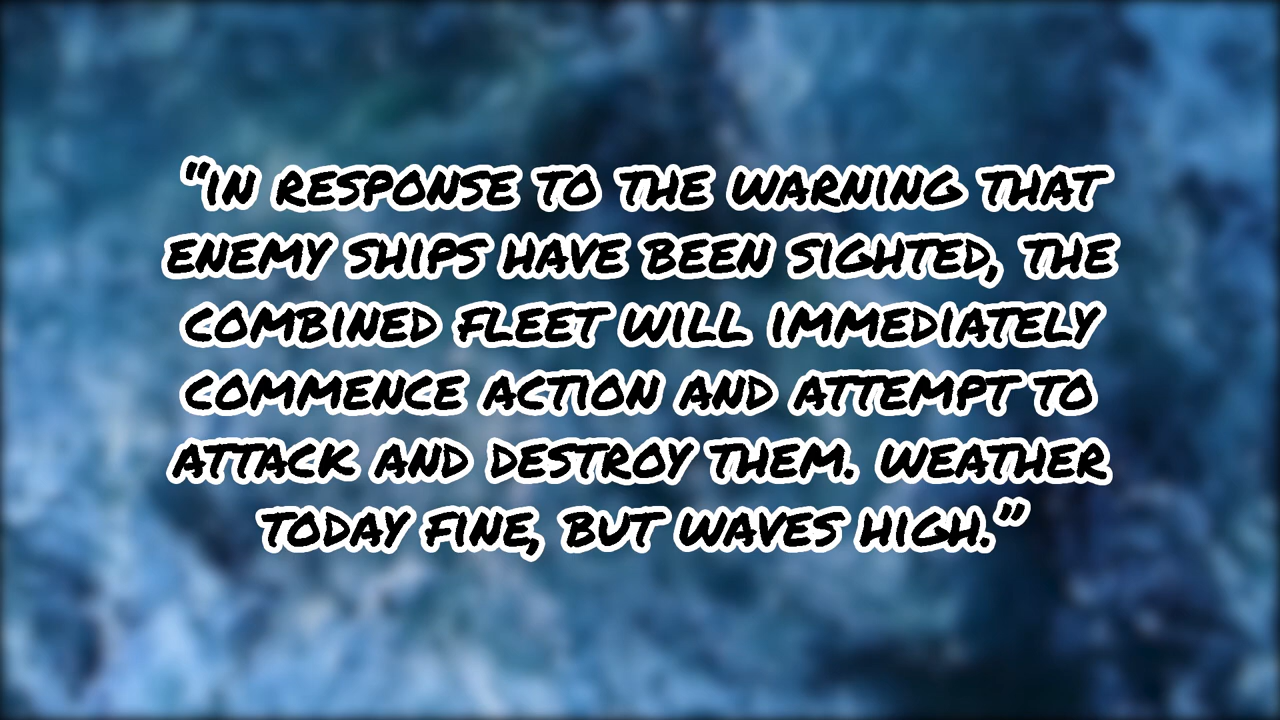 “IN RESPONSE TO THE WARNING THAT
ENEMY SHIPS HAVE BEEN SIGHTED, THE
COMBINED FLEET WILL IMMEDIATELY
COMMENCE ACTION AND ATTEMPT TO
ATTACK AND DESTROY THEM. WEATHER
TODAY FINE, BUT WAVES HIGH.”